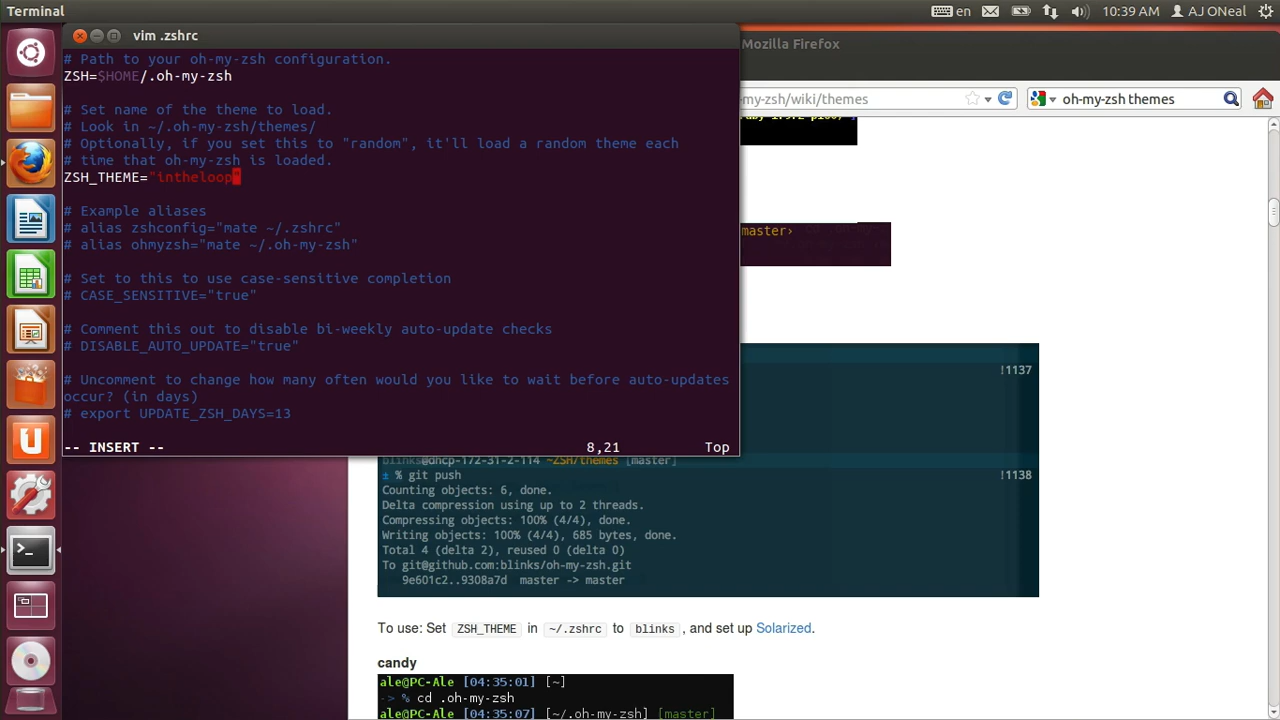 Terminal
en
10:39 AM
AJ ONeal
vim .zshrc
# Path to your oh-my-zsh configuration.
ZSH=$HOME/.oh-my-zsh
# Set name of the theme to load.
# Look in ~/.oh-my-zsh/themes/
# Optionally, if you set this to "random", it'll load a random theme each
# time that oh-my-zsh is loaded.
ZSH_THEME="intheloop"
# Example aliases
# alias zshconfig="mate ~/.zshrc"
# alias ohmyzsh="mate ~/.oh-my-zsh"
# Set to this to use case-sensitive completion
# CASE_SENSITIVE="true"
# Comment this out to disable bi-weekly auto-update checks
# DISABLE_AUTO_UPDATE="true"
# Uncomment to change how many often would you like to wait before auto-updates
occur? (in days)
# export UPDATE_ZSH_DAYS=13
-- INSERT --
8,21
Top
Mozilla Firefox
my-zsh/wiki/themes
oh-my-zsh themes
master>
!1137
blinks@dhcp-172-31-2-114 ~ZSH/themes [master]
± % git push
!1138
Counting objects: 6, done.
Delta compression using up to 2 threads.
Compressing objects: 100% (4/4), done.
Writing objects: 100% (4/4), 685 bytes, done.
Total 4 (delta 2), reused 0 (delta 0)
To git@github.com:blinks/oh-my-zsh.git
9e601c2..9308a7d master -> master
To use: Set ZSH_THEME in ~/.zshrc to blinks , and set up Solarized.
candy
ale@PC-Ale [04:35:01] [~]
-> % cd .oh-my-zsh
ale@PC-Ale [04:35:07] [~/.oh-my-zsh] [master]